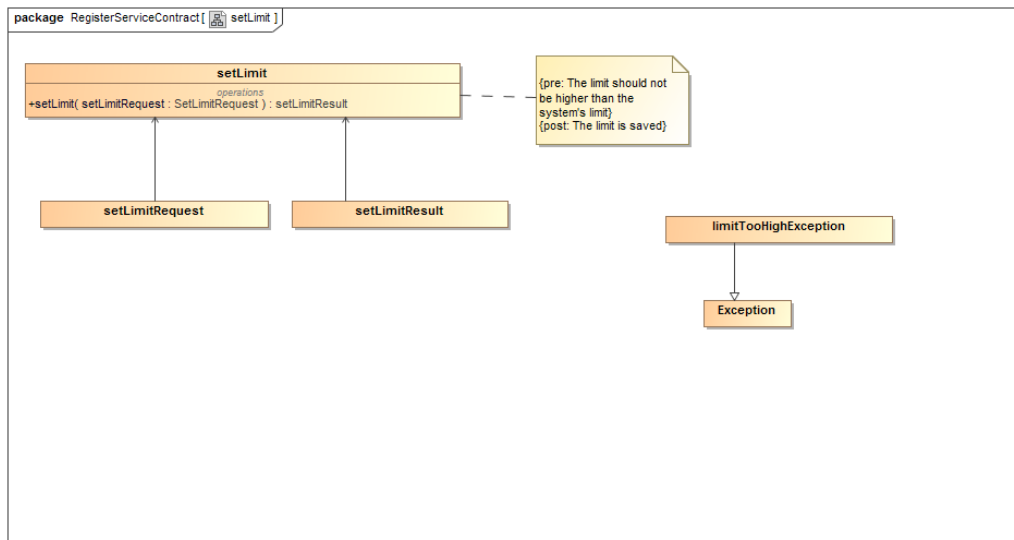 package RegisterServiceContract [ setLimit ]
setLimit
operations
+setLimit( setLimitRequest : SetLimitRequest ) : setLimitResult
{pre: The limit should not
be higher than the
system's limit}
{post: The limit is saved}
setLimitRequest
setLimitResult
limitTooHighException
Exception